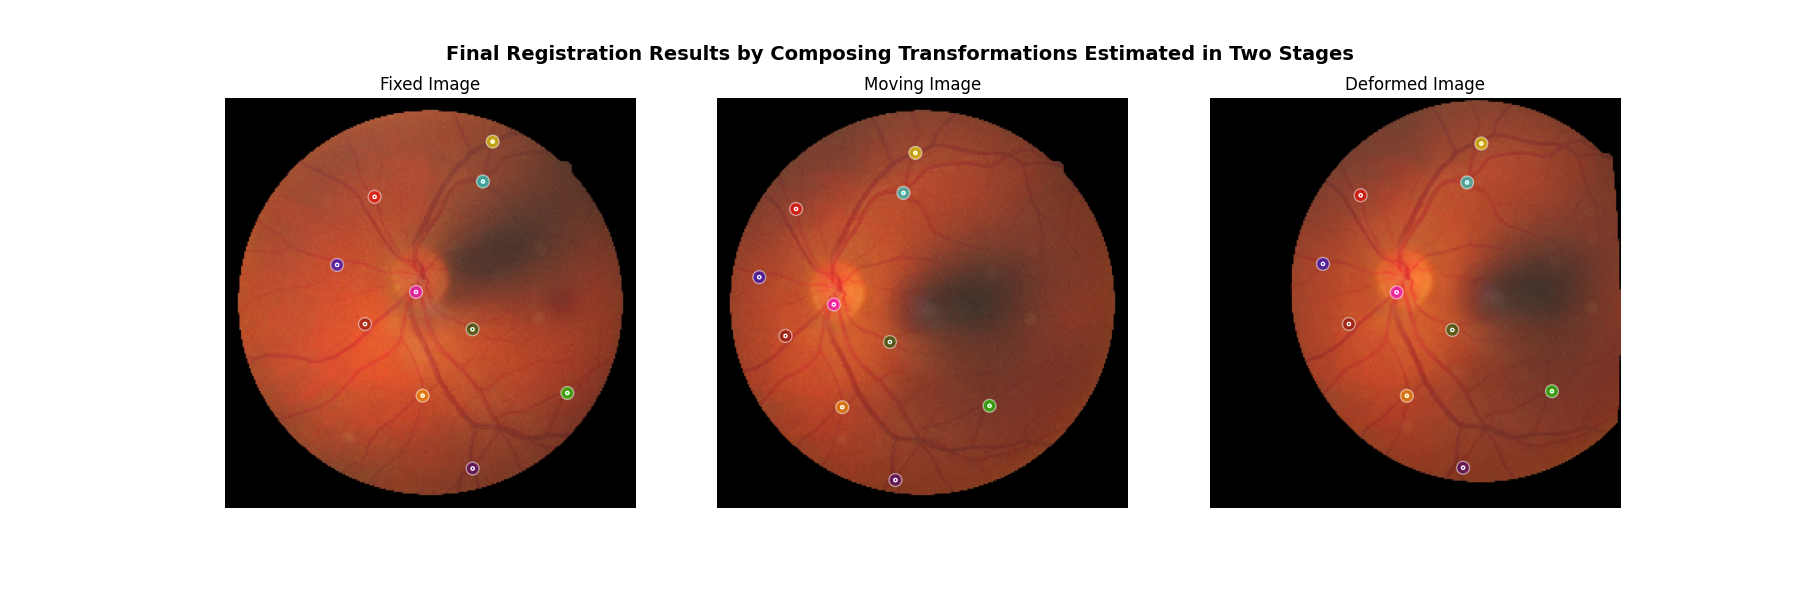 Final Registration Results by Composing Transformations Estimated in Two Stages
Fixed Image
Moving Image
Deformed Image